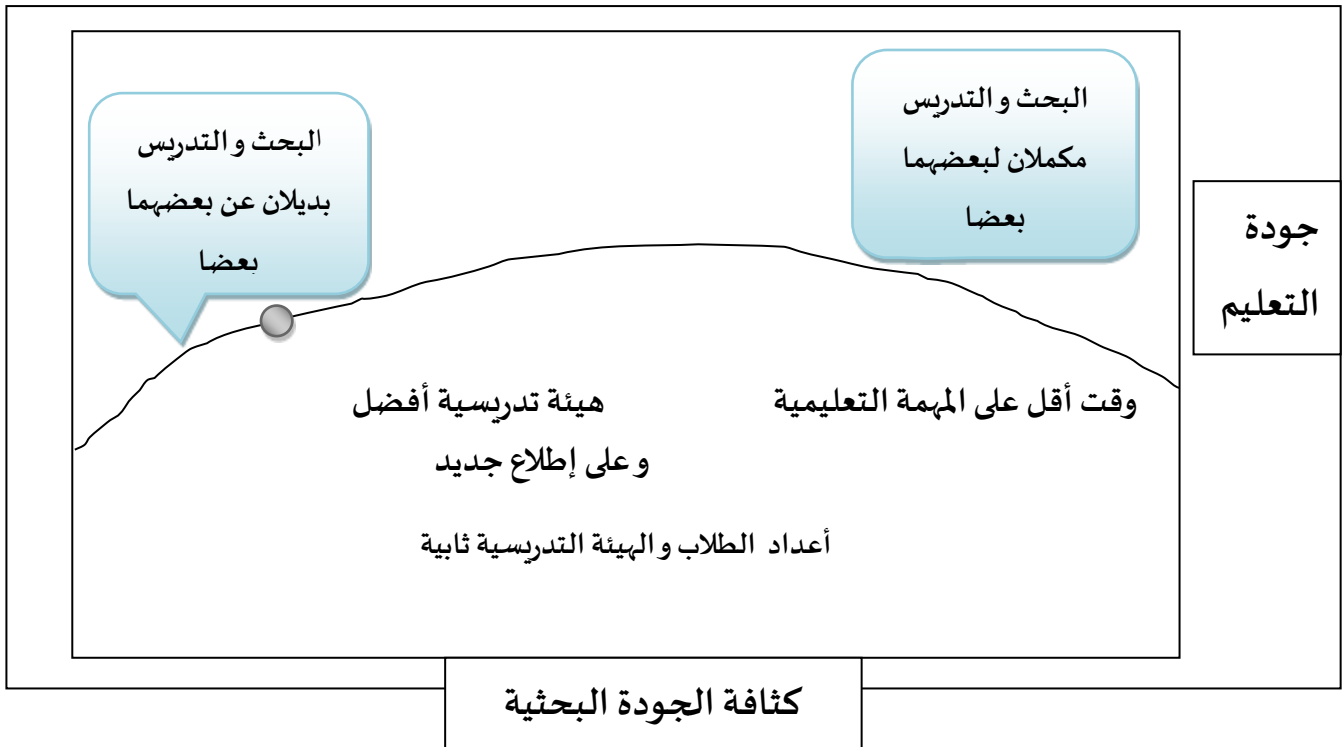 البحث و التدريس
مكملان لبعضهما
بعضا
البحث و التدريس
بديلان عن بعضهما
بعضا
جودة
التعليم
وقت أقل على المهمة التعليمية
هيئة تدريسية أفضل
و على إطلاع جديد
أعداد الطلاب و الهيئة التدريسية ثابية
كثافة الجودة البحثية